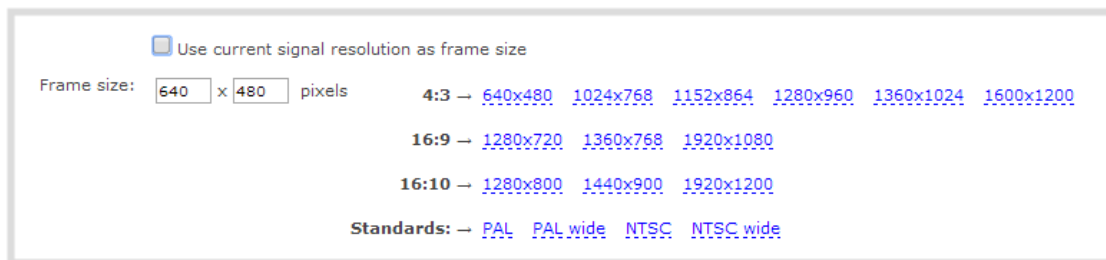 Use current signal resolution as frame size
Frame size: 640 x 480 pixels 4:3 → 640x480 1024x768 1152x864 1280x960 1360x1024 1600x1200
16:9 → 1280x720 1360x768 1920x1080
16:10 → 1280x800 1440x900 1920x1200
Standards: → PAL PAL wide NTSC NTSC wide